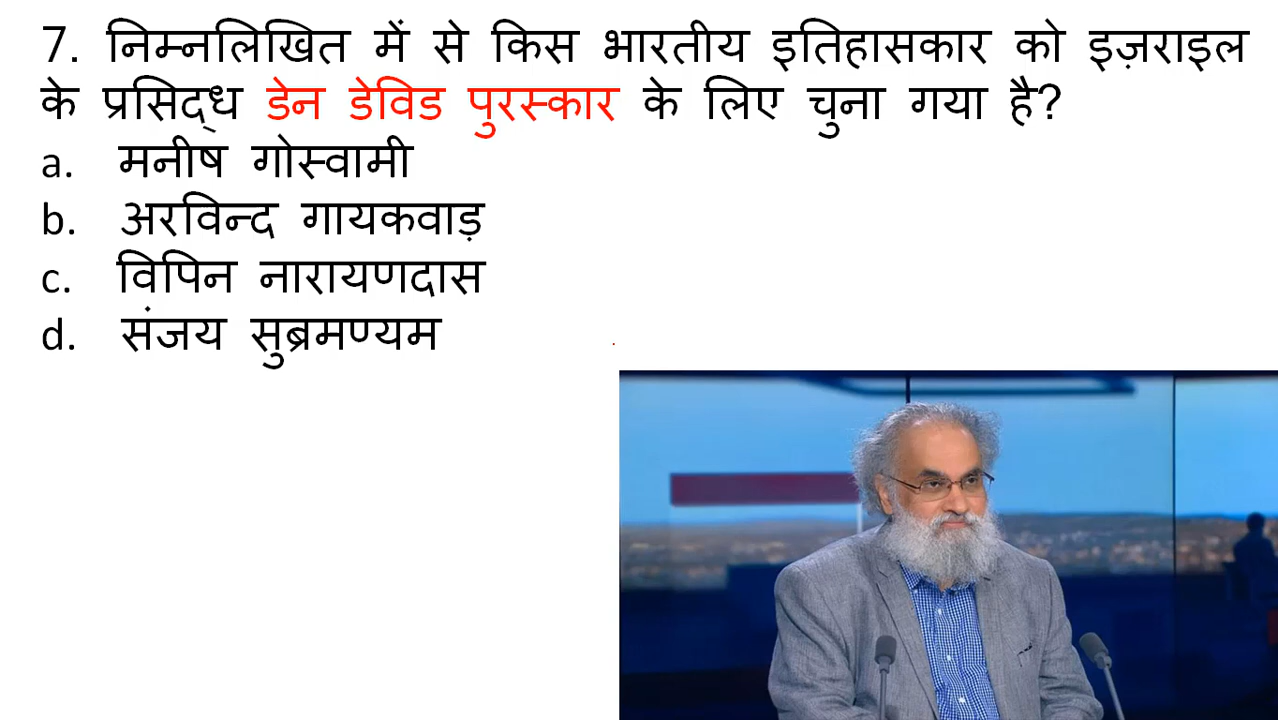 7. निम्नलिखित में से किस भारतीय इतिहासकार को इज़राइल
के प्रसिद्ध डेन डेविड पुरस्कार के लिए चुना गया है?
a. मनीष गोस्वामी
b. अरविन्द गायकवाड़
c. विपिन नारायणदास
d. संजय सुब्रमण्यम